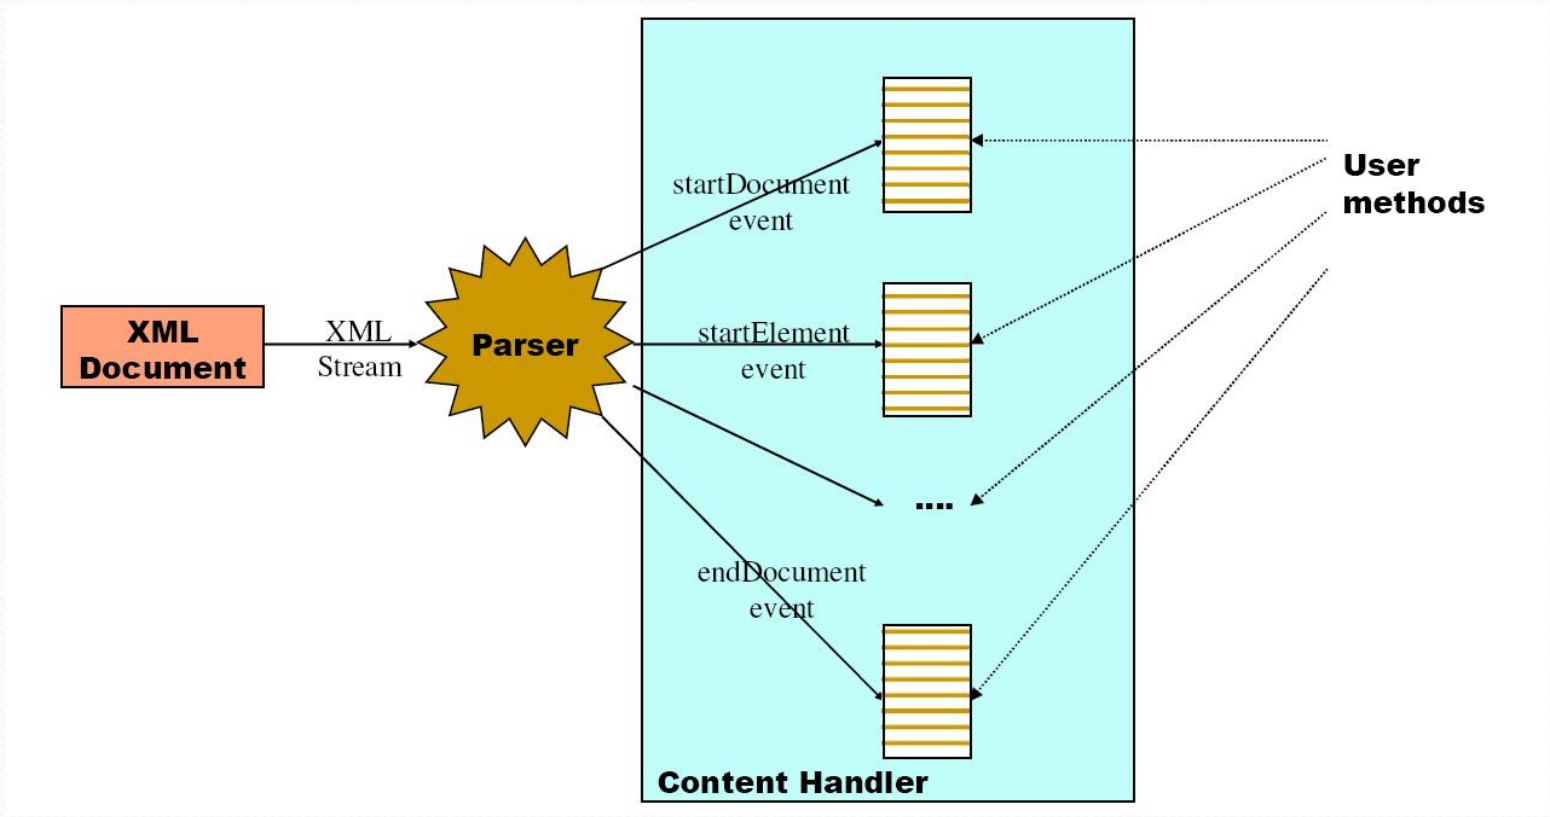 XML
Document
XML
Stream
Parser
startDocument
event
startElement
event
....
endDocument
event
Content Handler
User
methods